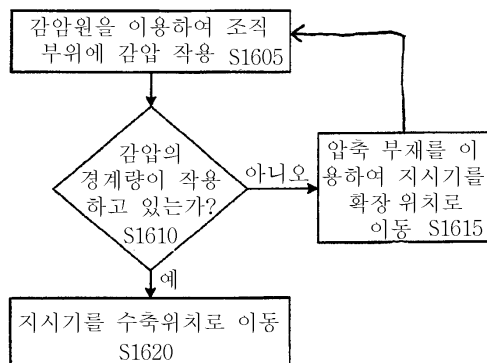 감암원을 이용하여 조직
부위에 감압 작용 S1605
감압의
경계량이 작용
하고 있는가?
S1610
아니오
압축 부재를 이
용하여 지시기를
확장 위치로
이동 S1615
예
지시기를 수축위치로 이동
S1620